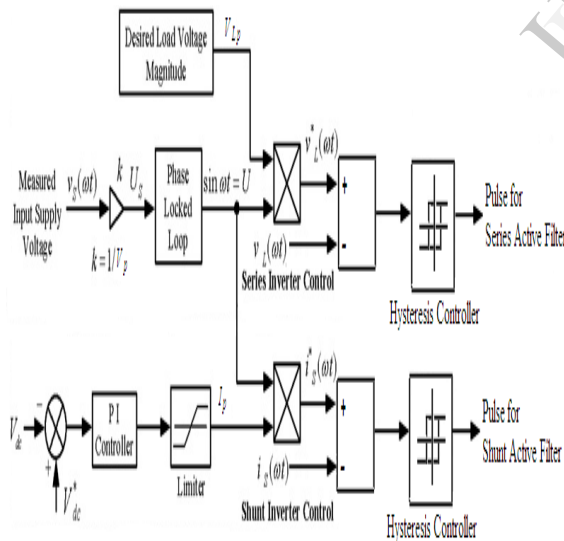 Desired Load Voltage
Magnitude
V_Lp
Measured
Input Supply
Voltage
v_S(ωt)
k
U_S
k = 1/V_p
Phase
Locked
Loop
sin ωt = U
v*_L(ωt)
+
-
v_L(ωt)
Series Inverter Control
Hysteresis Controller
Pulse for
Series Active Filter
V_dc
−
+
V*_dc
P I
Controller
Limiter
I_p
i*_S(ωt)
+
-
i_S(ωt)
Shunt Inverter Control
Hysteresis Controller
Pulse for
Shunt Active Filter